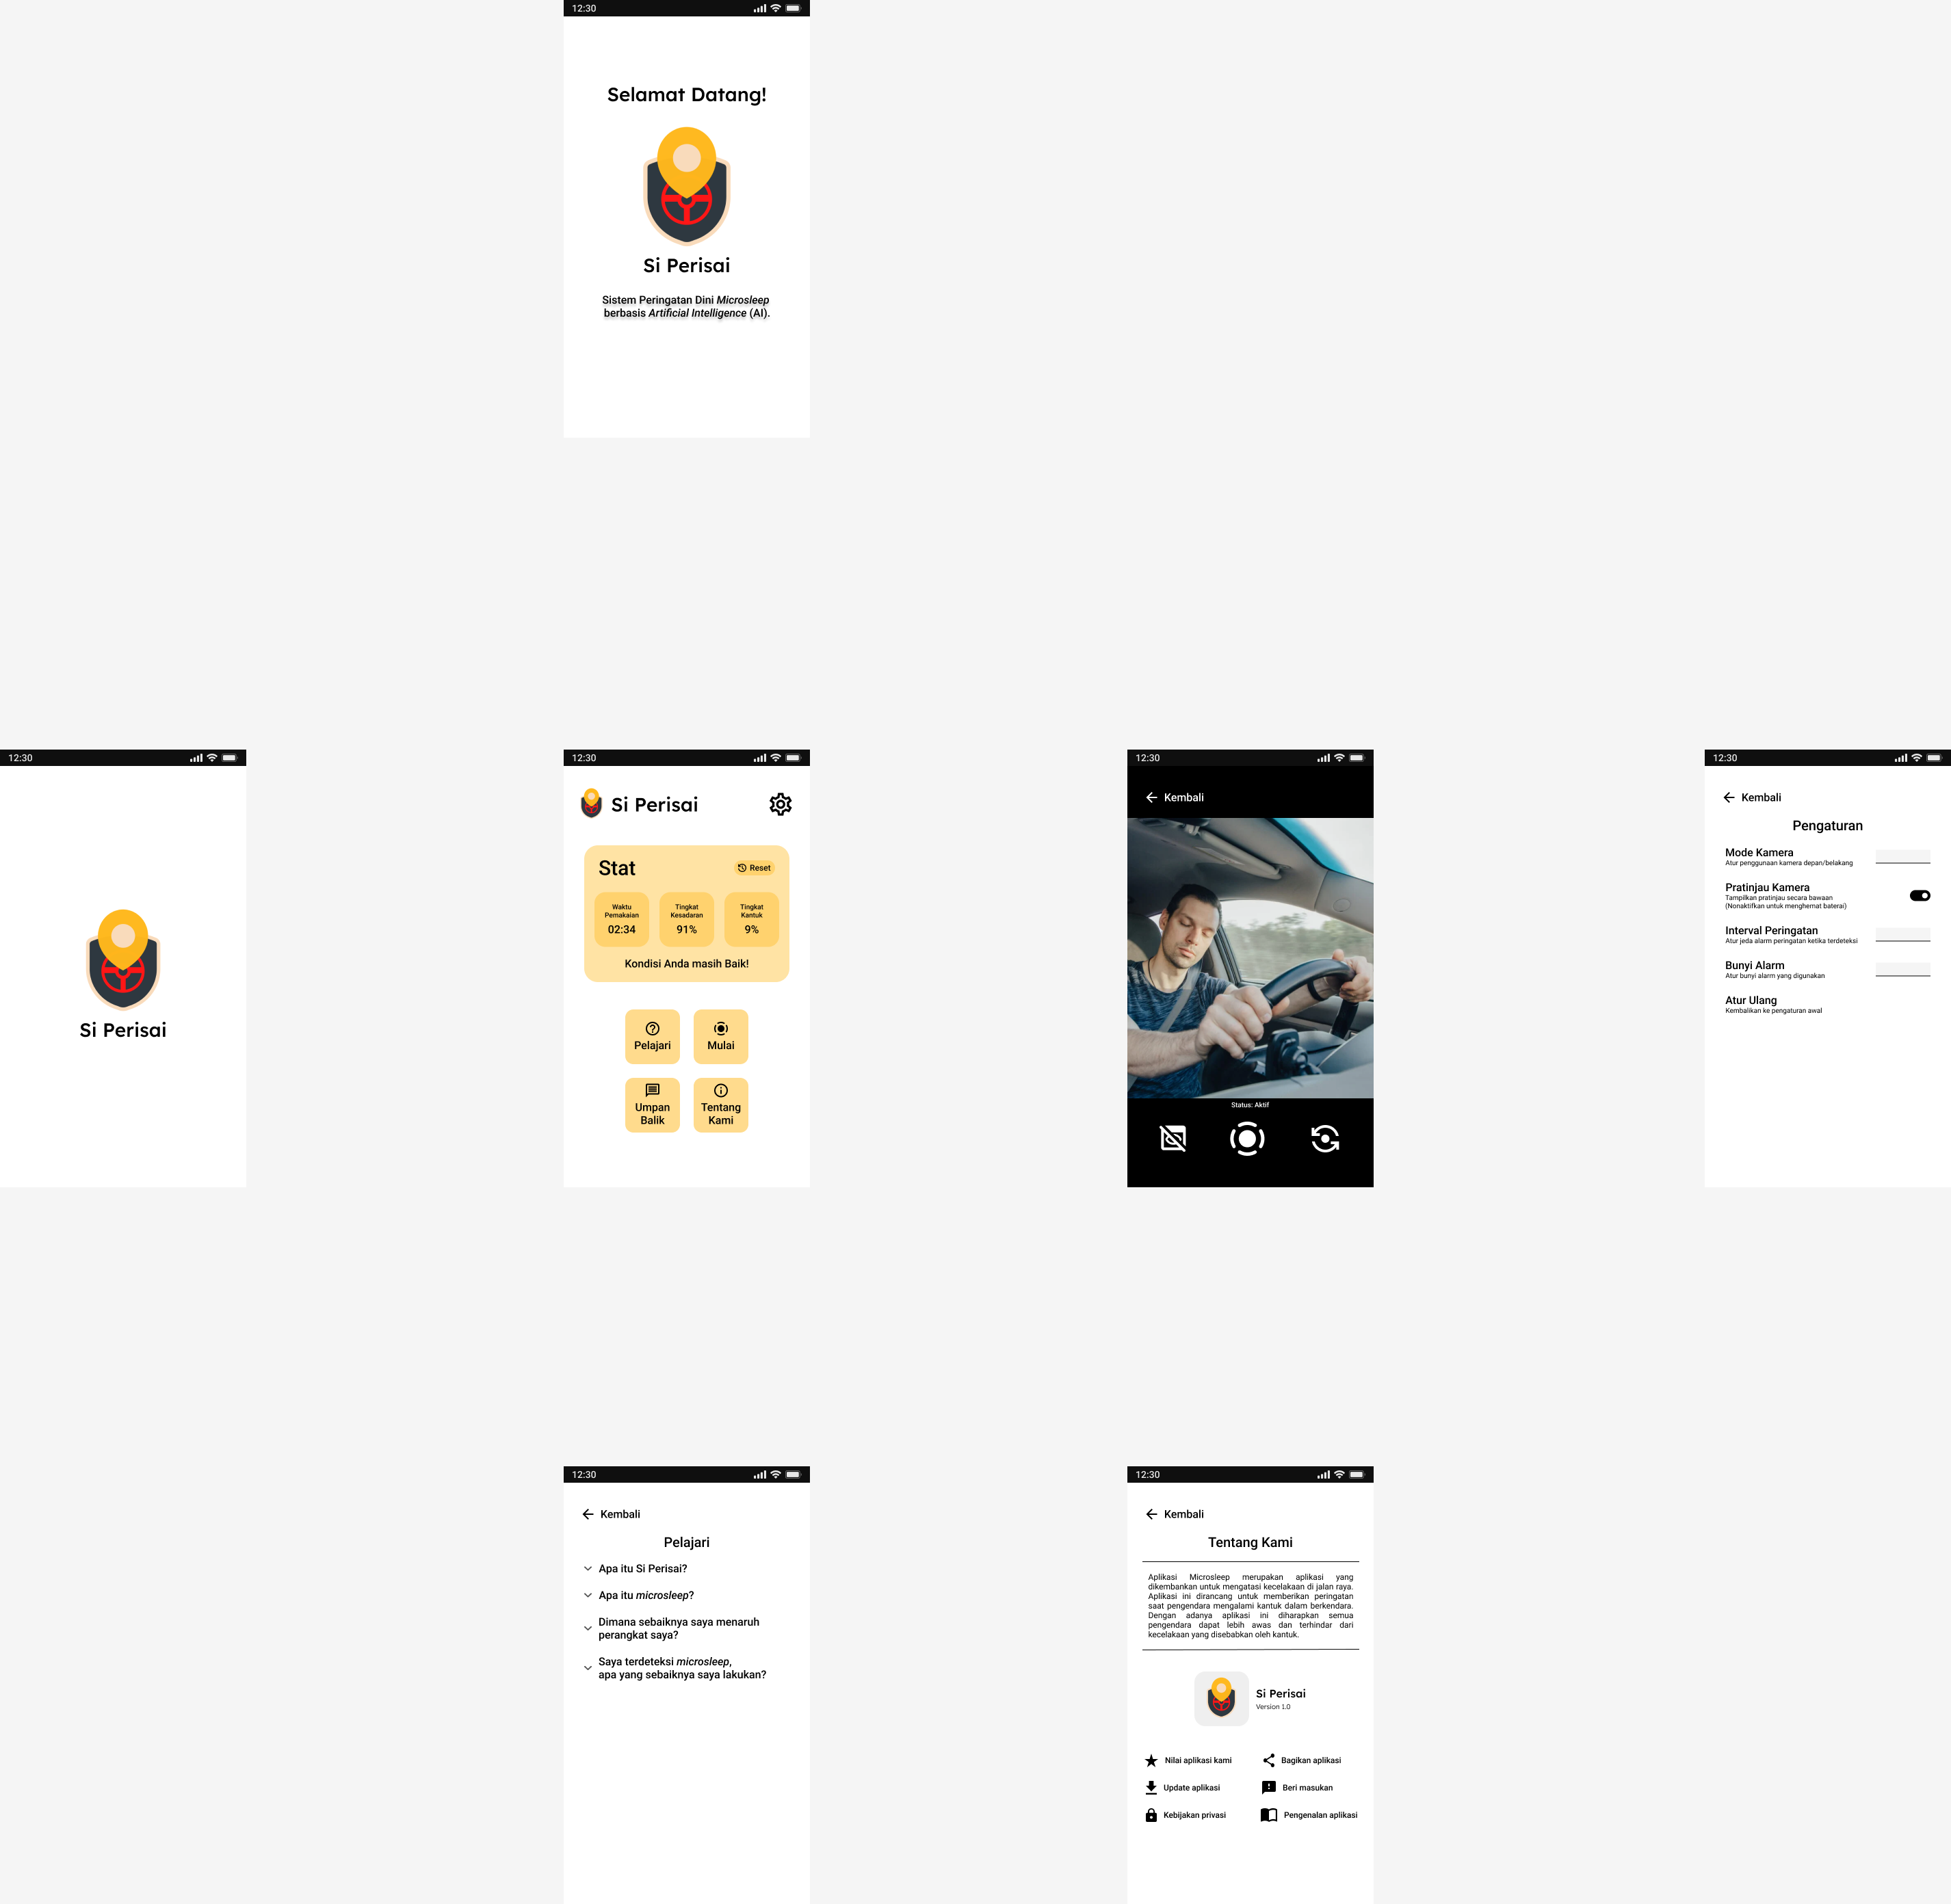 12:30
Selamat Datang!
Si Perisai
Sistem Peringatan Dini Microsleep
berbasis Artificial Intelligence (AI).
12:30
Si Perisai
12:30
Si Perisai
Stat
Reset
Waktu
Pemakaian
02:34
Tingkat
Kesadaran
91%
Tingkat
Kantuk
9%
Kondisi Anda masih Baik!
Pelajari
Mulai
Umpan
Balik
Tentang
Kami
12:30
Kembali
Status: Aktif
12:30
Kembali
Pengaturan
Mode Kamera
Atur penggunaan kamera depan/belakang
Pratinjau Kamera
Tampilkan pratinjau secara bawaan
(Nonaktifkan untuk menghemat baterai)
Interval Peringatan
Atur jeda alarm peringatan ketika terdeteksi
Bunyi Alarm
Atur bunyi alarm yang digunakan
Atur Ulang
Kembalikan ke pengaturan awal
12:30
Kembali
Pelajari
Apa itu Si Perisai?
Apa itu microsleep?
Dimana sebaiknya saya menaruh
perangkat saya?
Saya terdeteksi microsleep,
apa yang sebaiknya saya lakukan?
12:30
Kembali
Tentang Kami
Aplikasi Microsleep merupakan aplikasi yang
dikembankan untuk mengatasi kecelakaan di jalan raya.
Aplikasi ini dirancang untuk memberikan peringatan
saat pengendara mengalami kantuk dalam berkendara.
Dengan adanya aplikasi ini diharapkan semua
pengendara dapat lebih awas dan terhindar dari
kecelakaan yang disebabkan oleh kantuk.
Si Perisai
Version 1.0
Nilai aplikasi kami
Bagikan aplikasi
Update aplikasi
Beri masukan
Kebijakan privasi
Pengenalan aplikasi